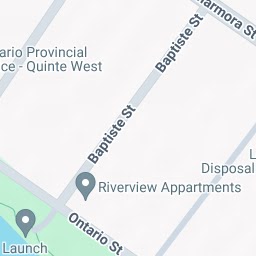 armora St
Baptiste St
ario Provincial
ce - Quinte West
Baptiste St
L
Disposal
Riverview Appartments
Ontario St
Launch